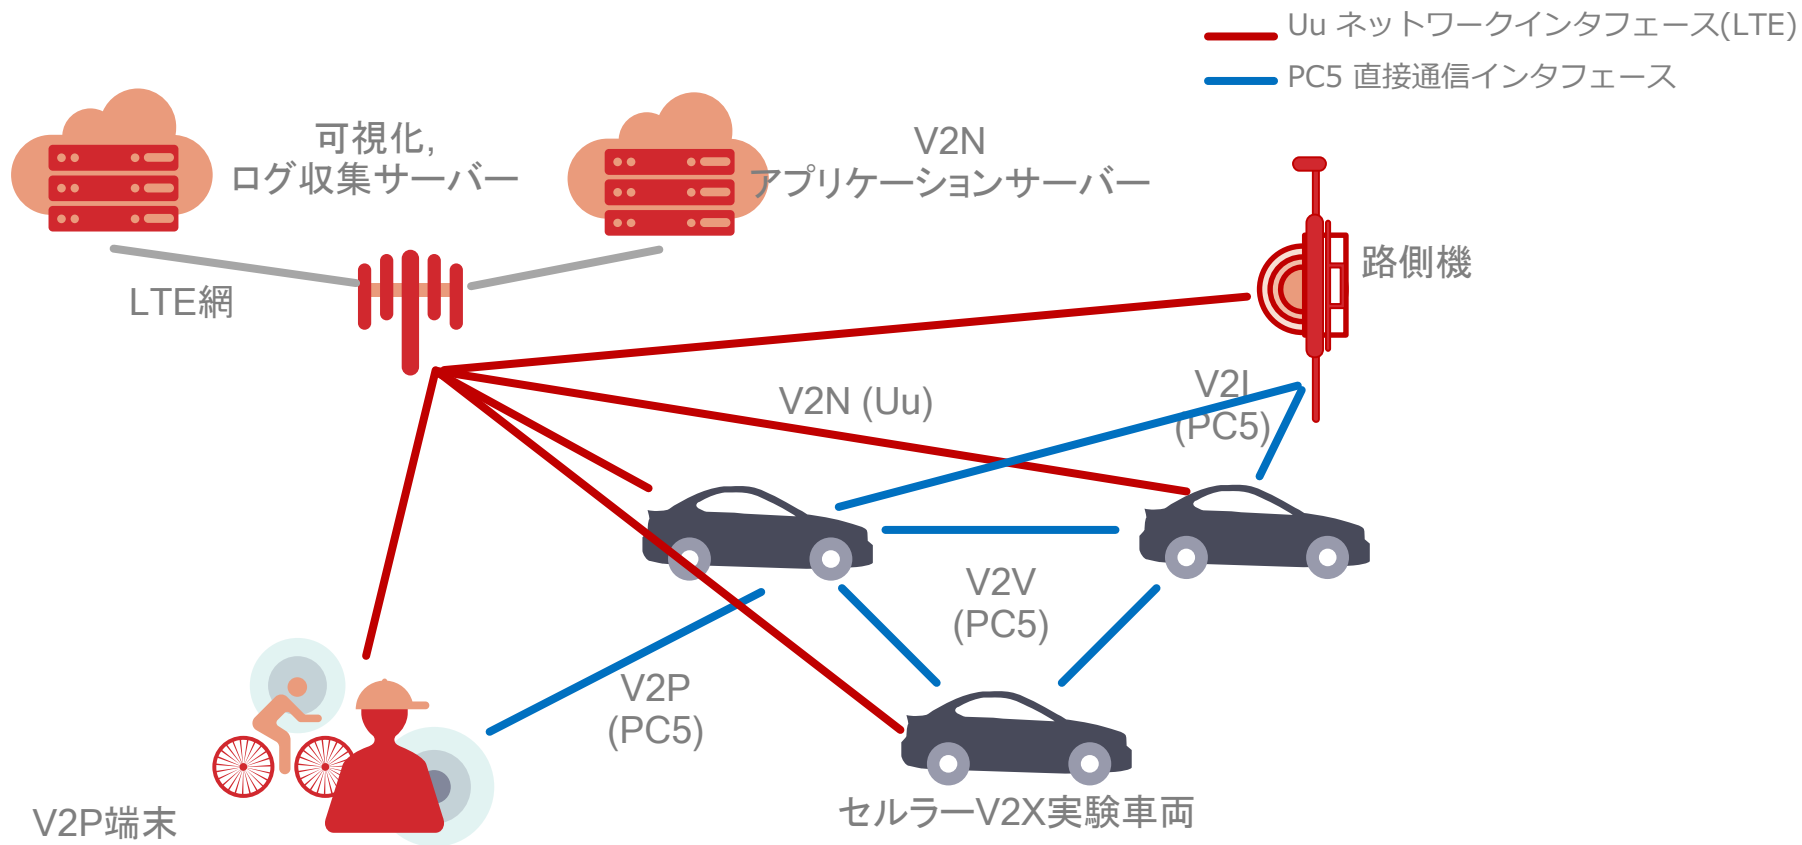 Uu ネットワークインタフェース(LTE)
PC5 直接通信インタフェース
可視化,
ログ収集サーバー
V2N
アプリケーションサーバー
路側機
LTE網
V2N (Uu)
V2I
(PC5)
V2V
(PC5)
V2P
(PC5)
V2P端末
セルラーV2X実験車両